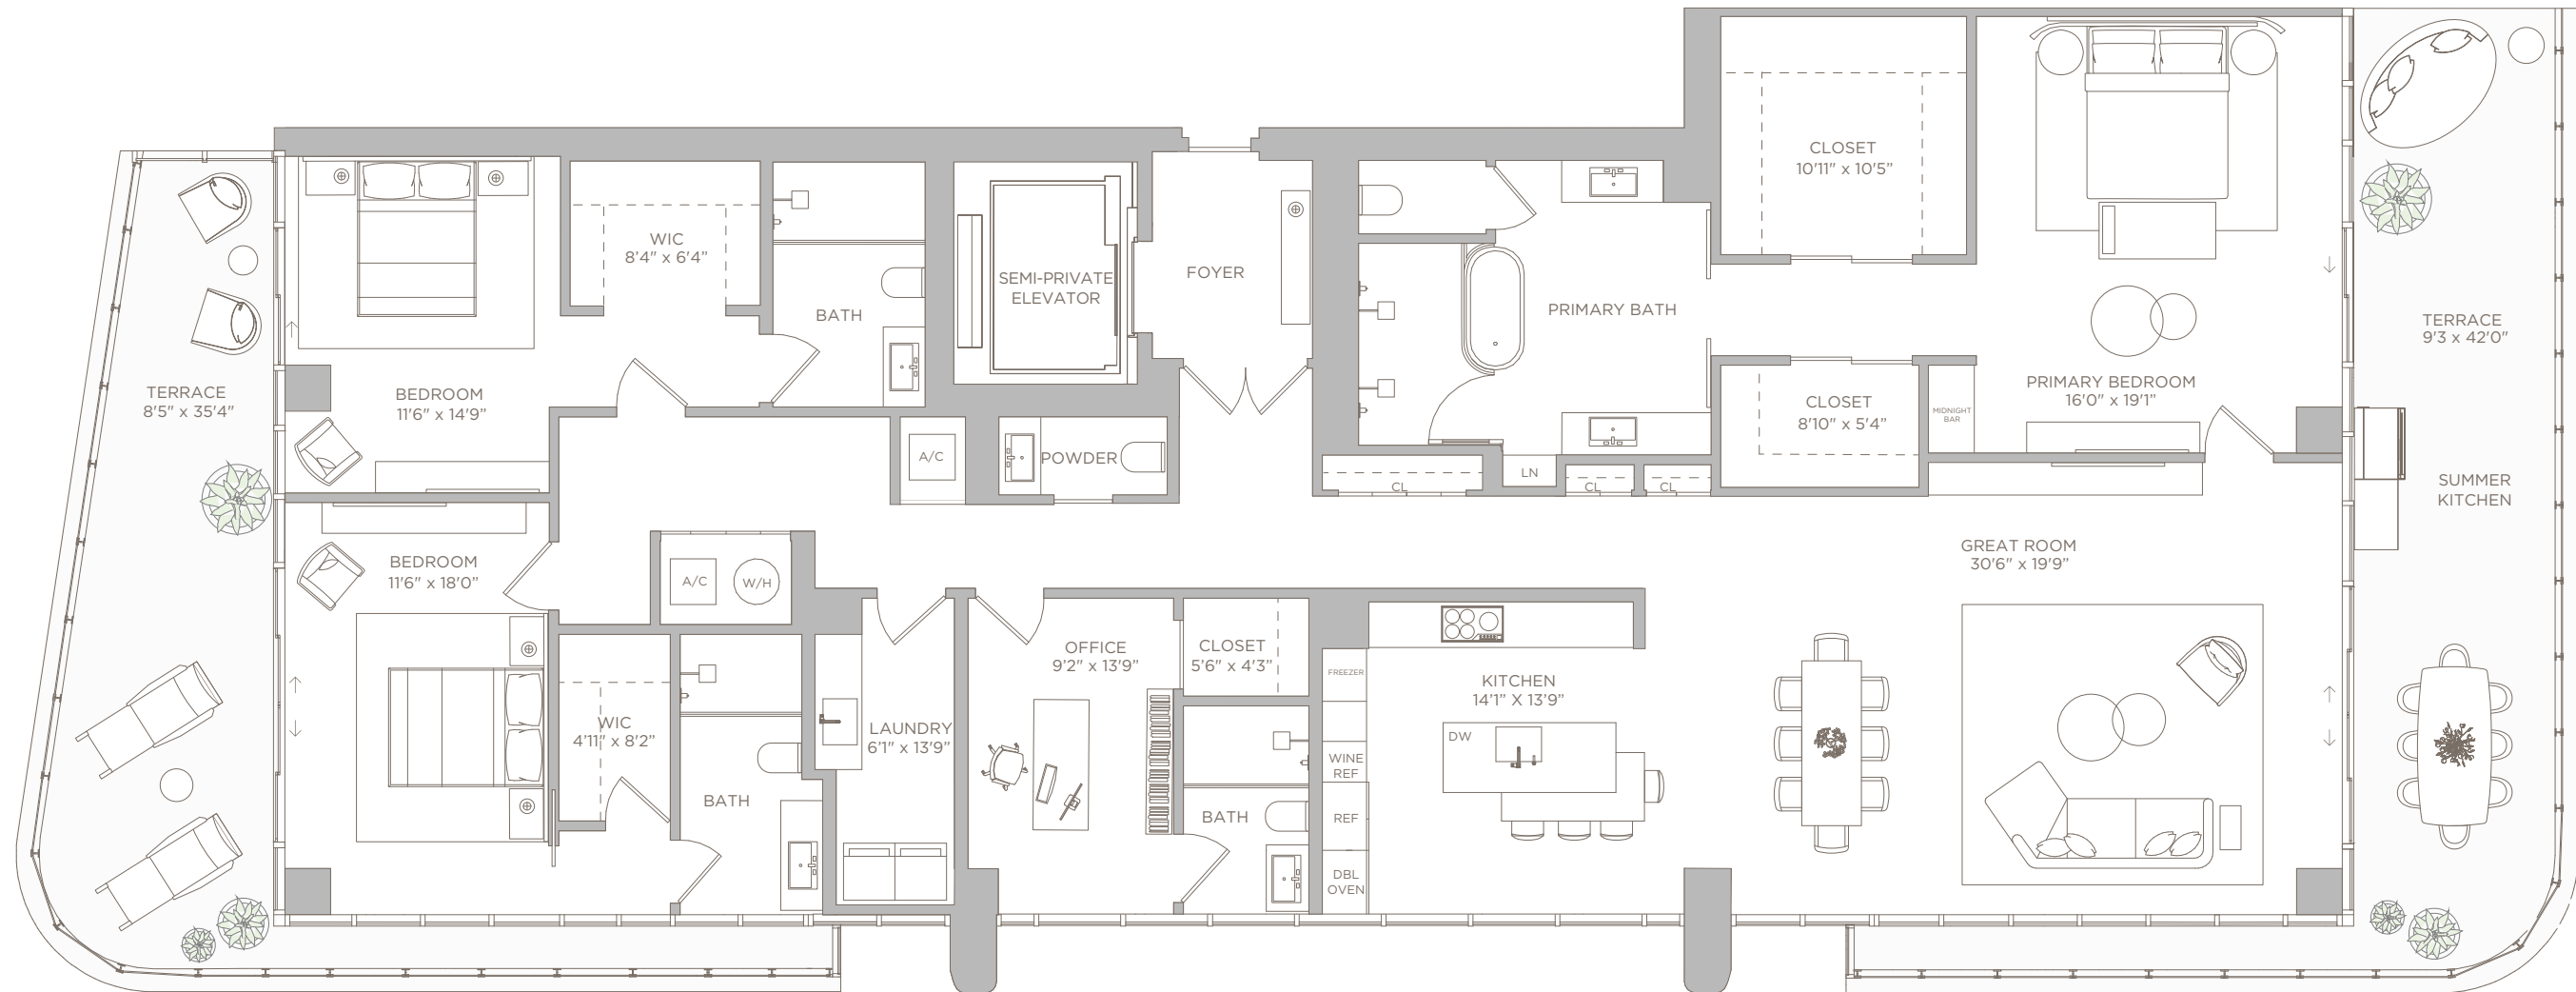 CLOSET
10'11" x 10'5"
WIC
8'4" x 6'4”
SEMI-PRIVATE
ELEVATOR
FOYER
BATH
PRIMARY BATH
TERRACE
9'3 x 42'0”
PRIMARY BEDROOM
16'0” x 19'1”
TERRACE
8'5” x 35'4”
BEDROOM
11'6” x 14'9”
CLOSET
8'10" x 5'4”
MIDNIGHT
BAR
A/C
POWDER
LN
CL
CL
CL
SUMMER
KITCHEN
GREAT ROOM
30'6" x 19'9”
BEDROOM
11'6" x 18'0”
A/C
W/H
OFFICE
9'2" x 13'9”
CLOSET
5'6" x 4'3”
FREEZER
KITCHEN
14'1” X 13'9”
WIC
4'11" x 8'2”
LAUNDRY
6'1” x 13'9”
DW
WINE
REF
BATH
BATH
REF
DBL
OVEN